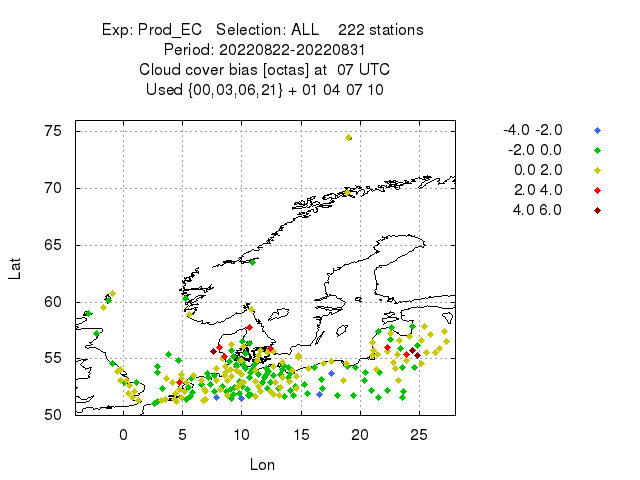 Exp: Prod_EC   Selection: ALL    222 stations
Period: 20220822-20220831
Cloud cover bias [octas] at  07 UTC
Used {00,03,06,21} + 01 04 07 10
-4.0 -2.0
-2.0 0.0
0.0 2.0
2.0 4.0
4.0 6.0
75
70
65
60
55
50
Lat
0 5 10 15 20 25
Lon